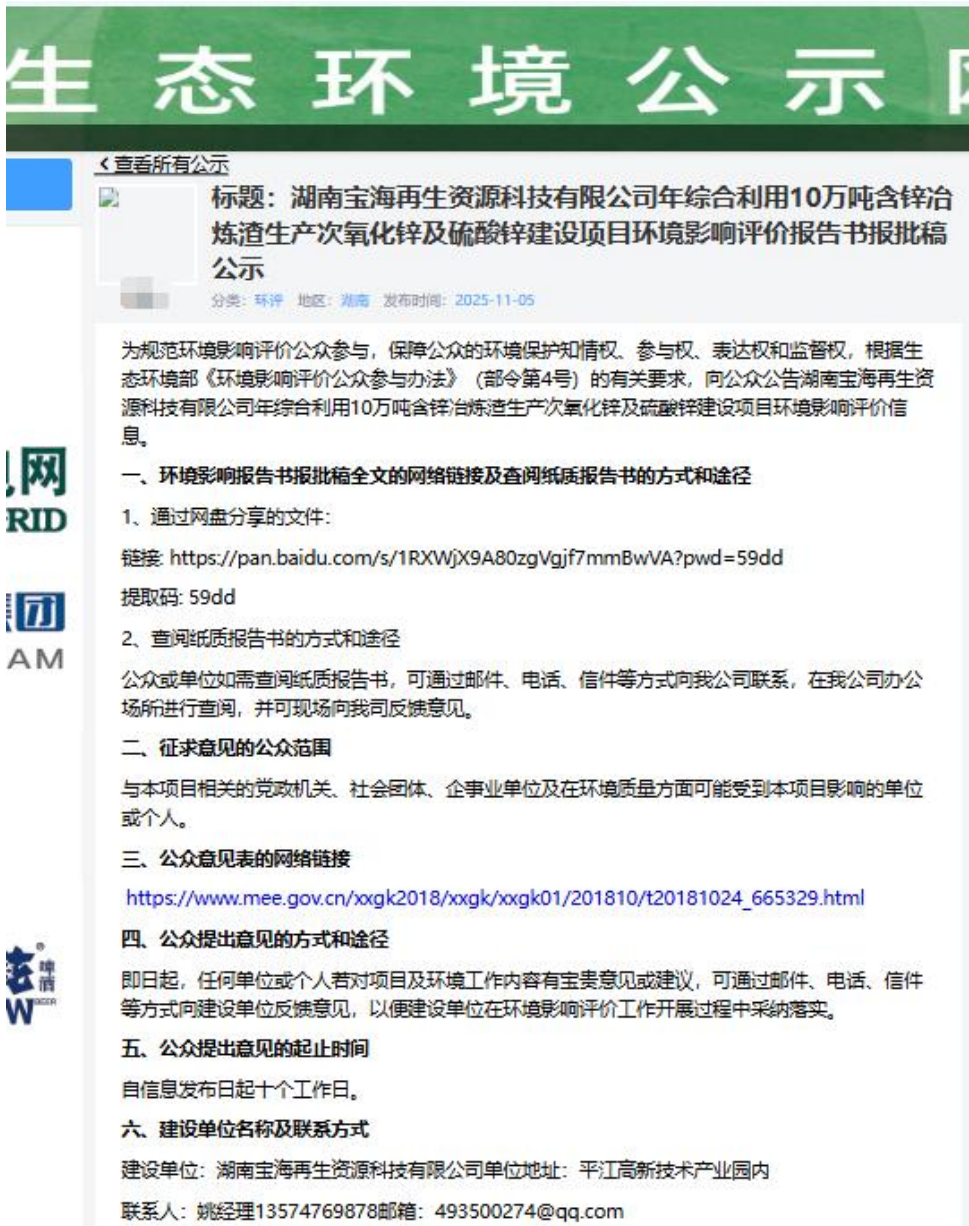 生态环境公示
查看所有公示
标题：湖南宝海再生资源科技有限公司年综合利用10万吨含锌冶
炼渣生产次氧化锌及硫酸锌建设项目环境影响评价报告书报批稿
公示
分类：环评 地区：湖南 发布时间：2025-11-05
为规范环境影响评价公众参与，保障公众的环境保护知情权、参与权、表达权和监督权，根据生
态环境部《环境影响评价公众参与办法》（部令第4号）的有关要求，向公众公告湖南宝海再生资
源科技有限公司年综合利用10万吨含锌冶炼渣生产次氧化锌及硫酸锌建设项目环境影响评价信
息。
一、环境影响报告书报批稿全文的网络链接及查阅纸质报告书的方式和途径
网
RID
1、通过网盘分享的文件：
链接: https://pan.baidu.com/s/1RXWjX9A80zgVgjf7mmBwVA?pwd=59dd
提取码: 59dd
团
AM
2、查阅纸质报告书的方式和途径
公众或单位如需查阅纸质报告书，可通过邮件、电话、信件等方式向我公司联系，在我公司办公
场所进行查阅，并可现场向我司反馈意见。
二、征求意见的公众范围
与本项目相关的党政机关、社会团体、企事业单位及在环境质量方面可能受到本项目影响的单位
或个人。
三、公众意见表的网络链接
https://www.mee.gov.cn/xxgk2018/xxgk/xxgk01/201810/t20181024_665329.html
四、公众提出意见的方式和途径
啤酒
W
BEER
即日起，任何单位或个人若对项目及环境工作内容有宝贵意见或建议，可通过邮件、电话、信件
等方式向建设单位反馈意见，以便建设单位在环境影响评价工作开展过程中采纳落实。
五、公众提出意见的起止时间
自信息发布日起十个工作日。
六、建设单位名称及联系方式
建设单位：湖南宝海再生资源科技有限公司单位地址：平江高新技术产业园内
联系人：姚经理13574769878邮箱：493500274@qq.com